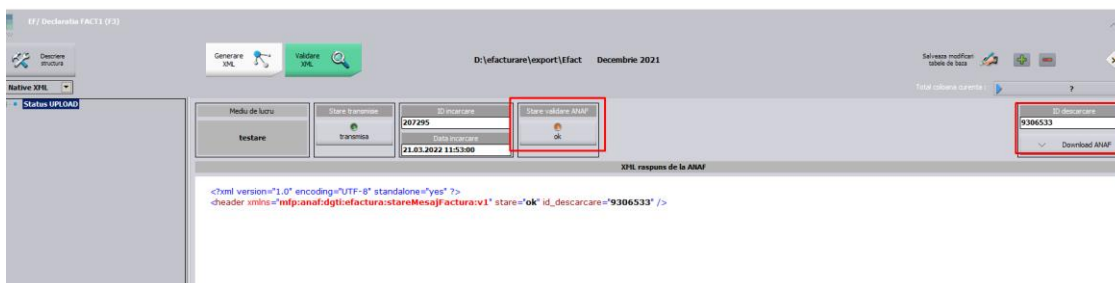 EF/ Declaratia FACT1 (F3)
Descriere structura
Generare XML
Validare XML
D:\efacturare\export\Efact Decembrie 2021
Salveaza modificari tabele de baza
Native XML
Total coloana curenta : ?
Status UPLOAD
Mediu de lucru
testare
Stare transmise
transmisa
ID incarcare
207295
Data incarcare
21.03.2022 11:53:00
Stare validare ANAF
ok
ID descarcare
9306533
Download ANAF
XML raspuns de la ANAF
<?xml version="1.0" encoding="UTF-8" standalone="yes" ?>
<header xmlns="mfp:anaf:dgti:efactura:stareMesajFactura:v1" stare="ok" id_descarcare="9306533" />